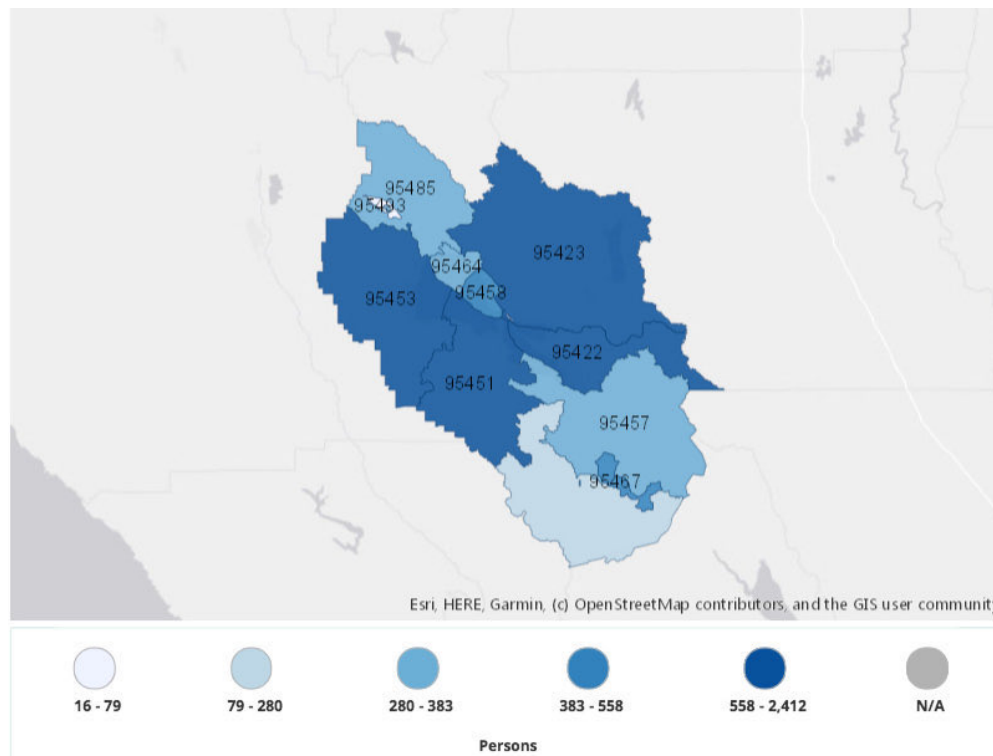 95485
95493
95423
95464
95458
95453
95422
95451
95457
95467
Esri, HERE, Garmin, (c) OpenStreetMap contributors, and the GIS user community
16 - 79
79 - 280
280 - 383
383 - 558
558 - 2,412
N/A
Persons